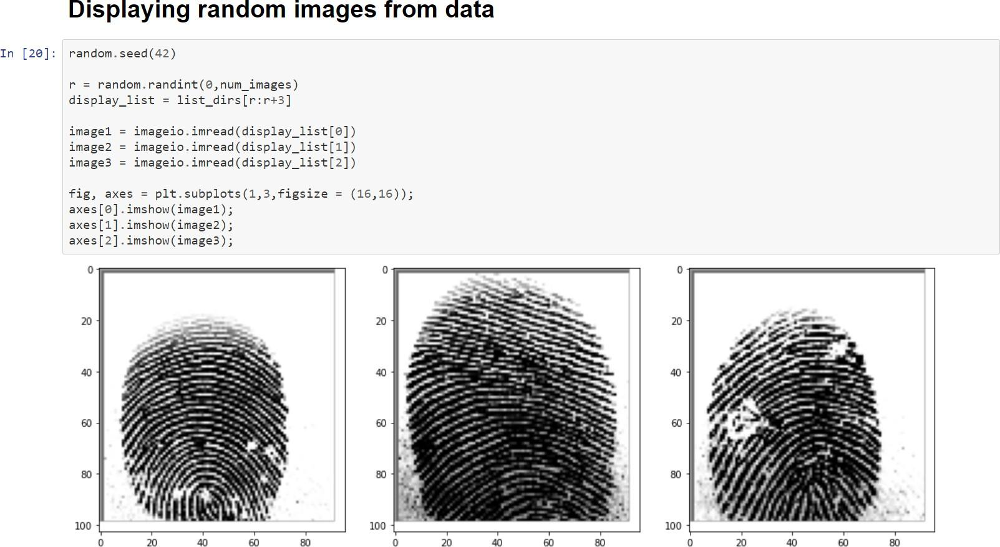 Displaying random images from data
In [20]: random.seed(42)
r = random.randint(0,num_images)
display_list = list_dirs[r:r+3]
image1 = imageio.imread(display_list[0])
image2 = imageio.imread(display_list[1])
image3 = imageio.imread(display_list[2])
fig, axes = plt.subplots(1,3,figsize = (16,16));
axes[0].imshow(image1);
axes[1].imshow(image2);
axes[2].imshow(image3);
0 0 0
20 20 20
40 40 40
60 60 60
80 80 80
100 100 100
0 20 40 60 80 0 20 40 60 80 0 20 40 60 80